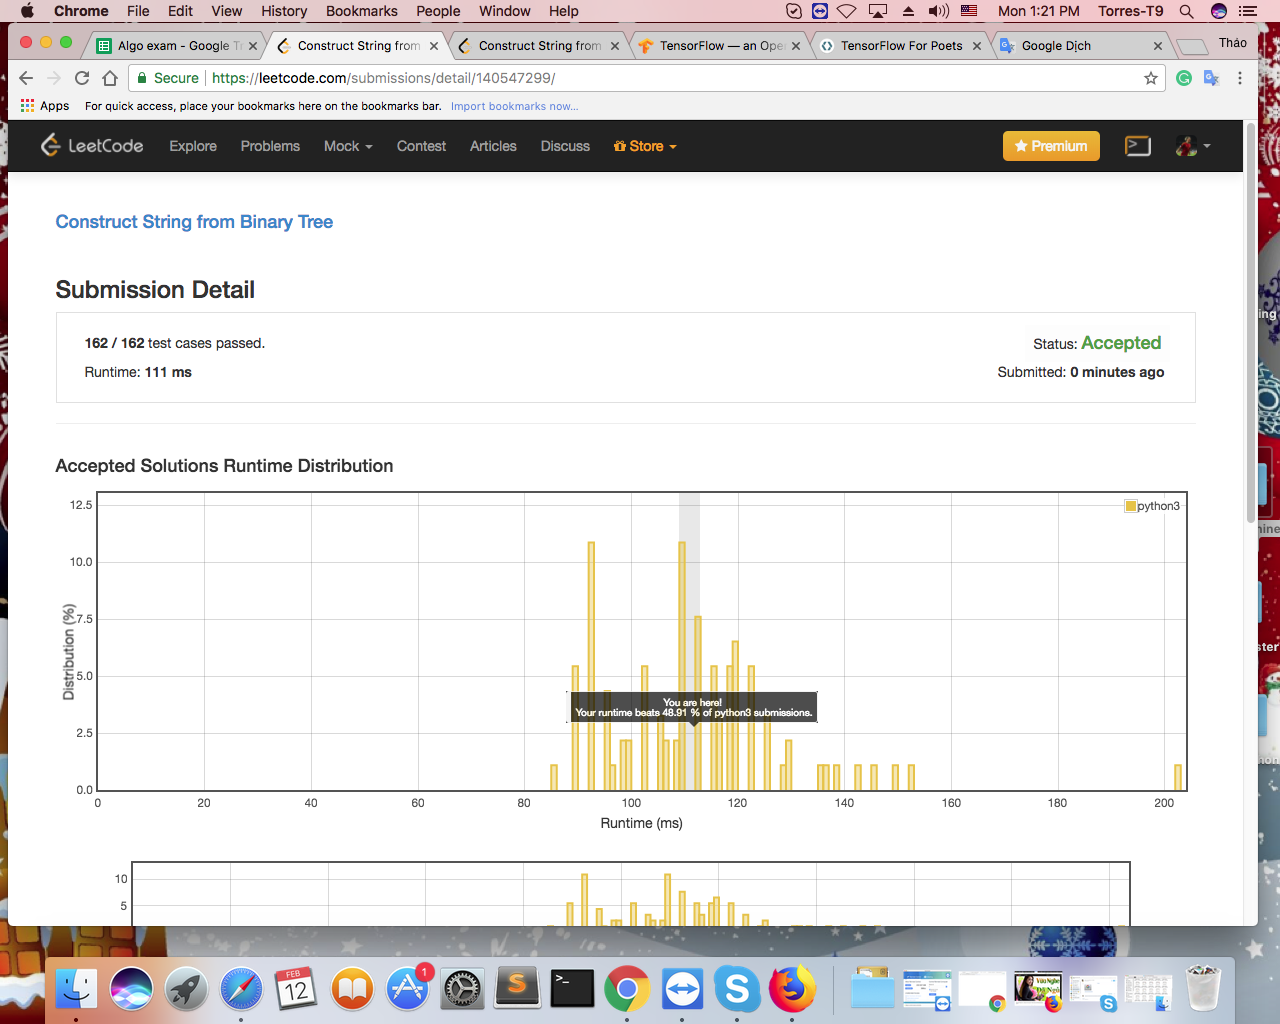 Chrome File Edit View History Bookmarks People Window Help Mon 1:21 PM Torres-T9
Algo exam - Google T Construct String from Construct String from TensorFlow — an Ope TensorFlow For Poets Google Dịch Thảo
Secure https://leetcode.com/submissions/detail/140547299/
Apps For quick access, place your bookmarks here on the bookmarks bar. Import bookmarks now...
LeetCode Explore Problems Mock Contest Articles Discuss Store Premium
Construct String from Binary Tree
Submission Detail
162 / 162 test cases passed. Status: Accepted
Runtime: 111 ms Submitted: 0 minutes ago
Accepted Solutions Runtime Distribution
12.5
python3
10.0
7.5
5.0
2.5
0.0
Distribution (%)
You are here!
Your runtime beats 48.91 % of python3 submissions.
0 20 40 60 80 100 120 140 160 180 200
Runtime (ms)
10
5
FEB
12
1